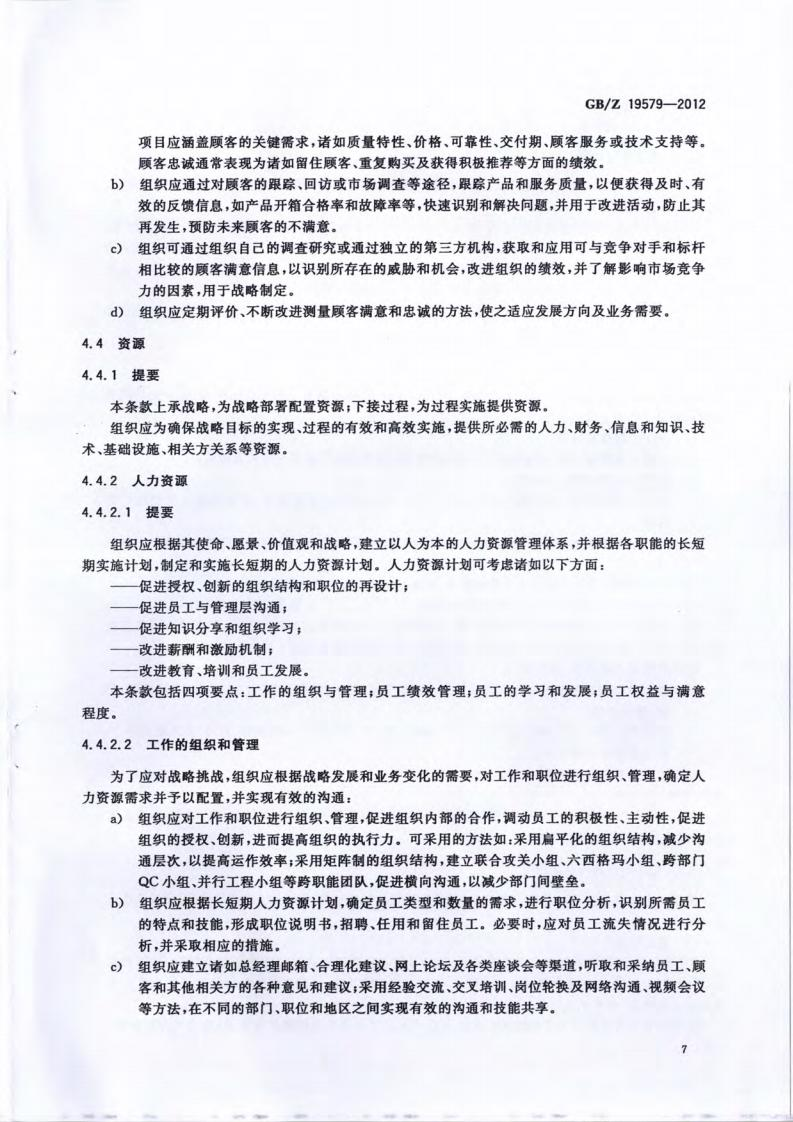 GB/Z 19579—2012
项目应涵盖顾客的关键需求,诸如质量特性、价格、可靠性、交付期、顾客服务或技术支持等。
顾客忠诚通常表现为诸如留住顾客、重复购买及获得积极推荐等方面的绩效。
b) 组织应通过对顾客的跟踪、回访或市场调查等途径,跟踪产品和服务质量,以便获得及时、有
效的反馈信息,如产品开箱合格率和故障率等,快速识别和解决问题,并用于改进活动,防止其
再发生,预防未来顾客的不满意。
c) 组织可通过组织自己的调查研究或通过独立的第三方机构,获取和应用可与竞争对手和标杆
相比较的顾客满意信息,以识别所存在的威胁和机会,改进组织的绩效,并了解影响市场竞争
力的因素,用于战略制定。
d) 组织应定期评价、不断改进测量顾客满意和忠诚的方法,使之适应发展方向及业务需要。
4.4 资源
4.4.1 提要
本条款上承战略,为战略部署配置资源;下接过程,为过程实施提供资源。
组织应为确保战略目标的实现、过程的有效和高效实施,提供所必需的人力、财务、信息和知识、技
术、基础设施、相关方关系等资源。
4.4.2 人力资源
4.4.2.1 提要
组织应根据其使命、愿景、价值观和战略,建立以人为本的人力资源管理体系,并根据各职能的长短
期实施计划,制定和实施长短期的人力资源计划。人力资源计划可考虑诸如以下方面:
——促进授权、创新的组织结构和职位的再设计;
——促进员工与管理层沟通;
——促进知识分享和组织学习;
——改进薪酬和激励机制;
——改进教育、培训和员工发展。
本条款包括四项要点:工作的组织与管理;员工绩效管理;员工的学习和发展;员工权益与满意
程度。
4.4.2.2 工作的组织和管理
为了应对战略挑战,组织应根据战略发展和业务变化的需要,对工作和职位进行组织、管理,确定人
力资源需求并予以配置,并实现有效的沟通:
a) 组织应对工作和职位进行组织、管理,促进组织内部的合作,调动员工的积极性、主动性,促进
组织的授权、创新,进而提高组织的执行力。可采用的方法如:采用扁平化的组织结构,减少沟
通层次,以提高运作效率;采用矩阵制的组织结构,建立联合攻关小组、六西格玛小组、跨部门
QC小组、并行工程小组等跨职能团队,促进横向沟通,以减少部门间壁垒。
b) 组织应根据长短期人力资源计划,确定员工类型和数量的需求,进行职位分析,识别所需员工
的特点和技能,形成职位说明书,招聘、任用和留住员工。必要时,应对员工流失情况进行分
析,并采取相应的措施。
c) 组织应建立诸如总经理邮箱、合理化建议、网上论坛及各类座谈会等渠道,听取和采纳员工、顾
客和其他相关方的各种意见和建议;采用经验交流、交叉培训、岗位轮换及网络沟通、视频会议
等方法,在不同的部门、职位和地区之间实现有效的沟通和技能共享。
7